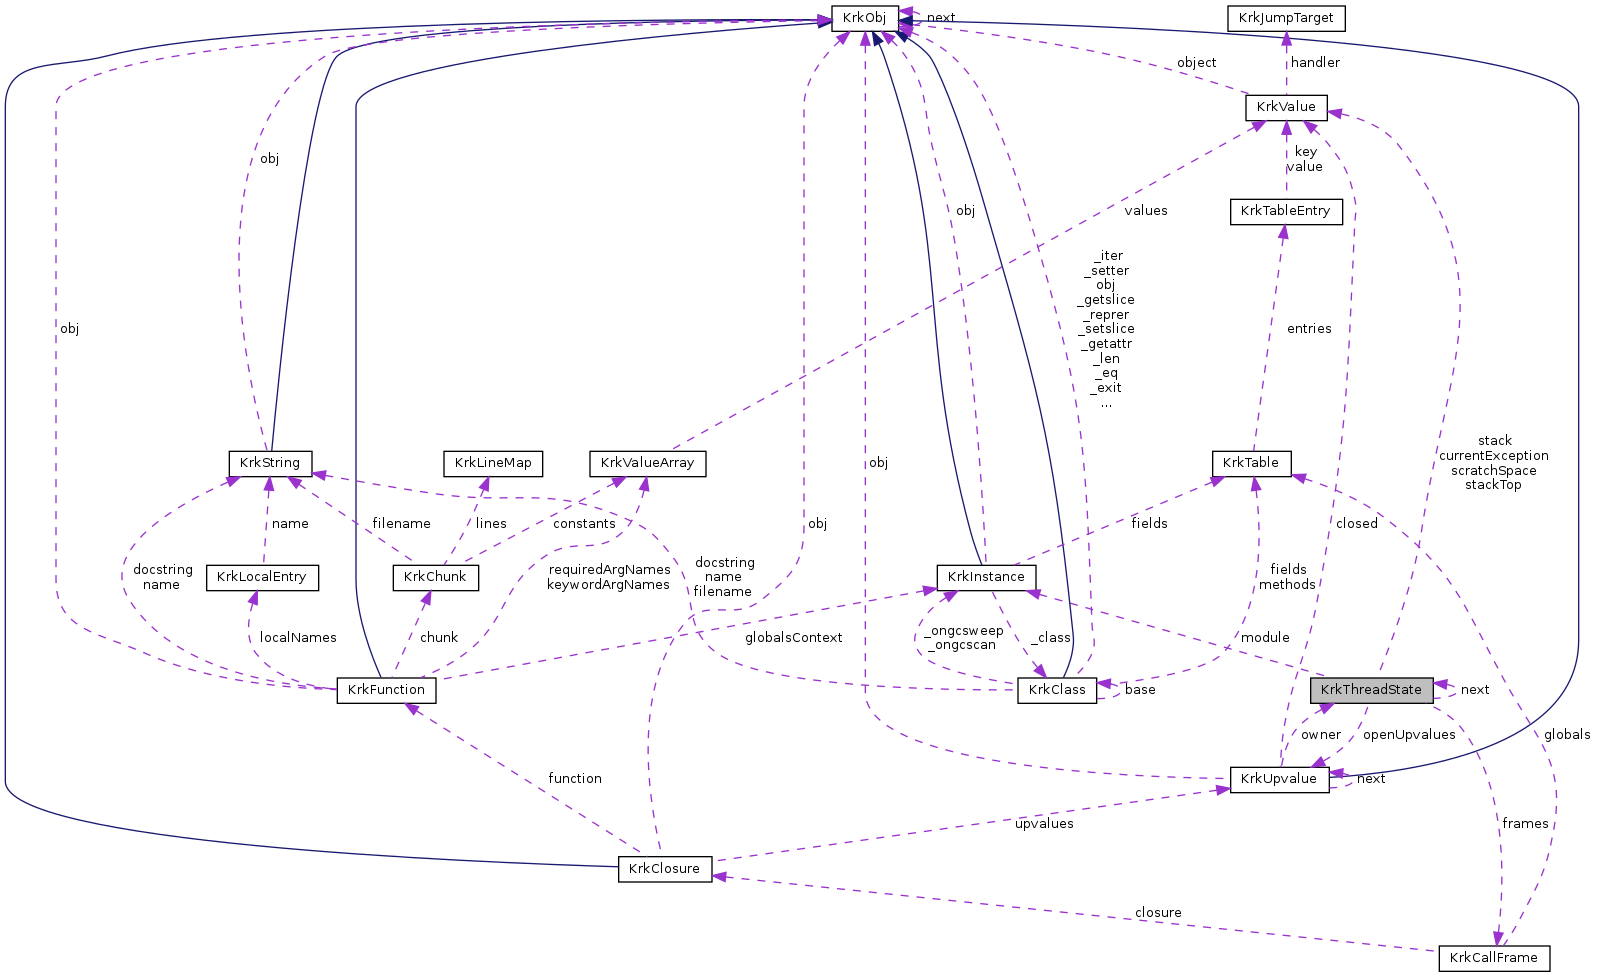 KrkObj
next
KrkJumpTarget
object
handler
KrkValue
obj
key
value
obj
values
KrkTableEntry
_iter
_setter
obj
_getslice
_reprer
_setslice
_getattr
_len
_eq
_exit
...
obj
entries
stack
currentException
scratchSpace
stackTop
KrkString
KrkLineMap
KrkValueArray
obj
KrkTable
name
filename
lines
constants
obj
fields
closed
docstring
name
KrkLocalEntry
KrkChunk
requiredArgNames
keywordArgNames
docstring
name
filename
KrkInstance
fields
methods
localNames
chunk
globalsContext
_ongcsweep
_ongcscan
_class
module
KrkFunction
KrkClass
base
KrkThreadState
next
owner
openUpvalues
globals
function
KrkUpvalue
next
upvalues
frames
KrkClosure
closure
KrkCallFrame